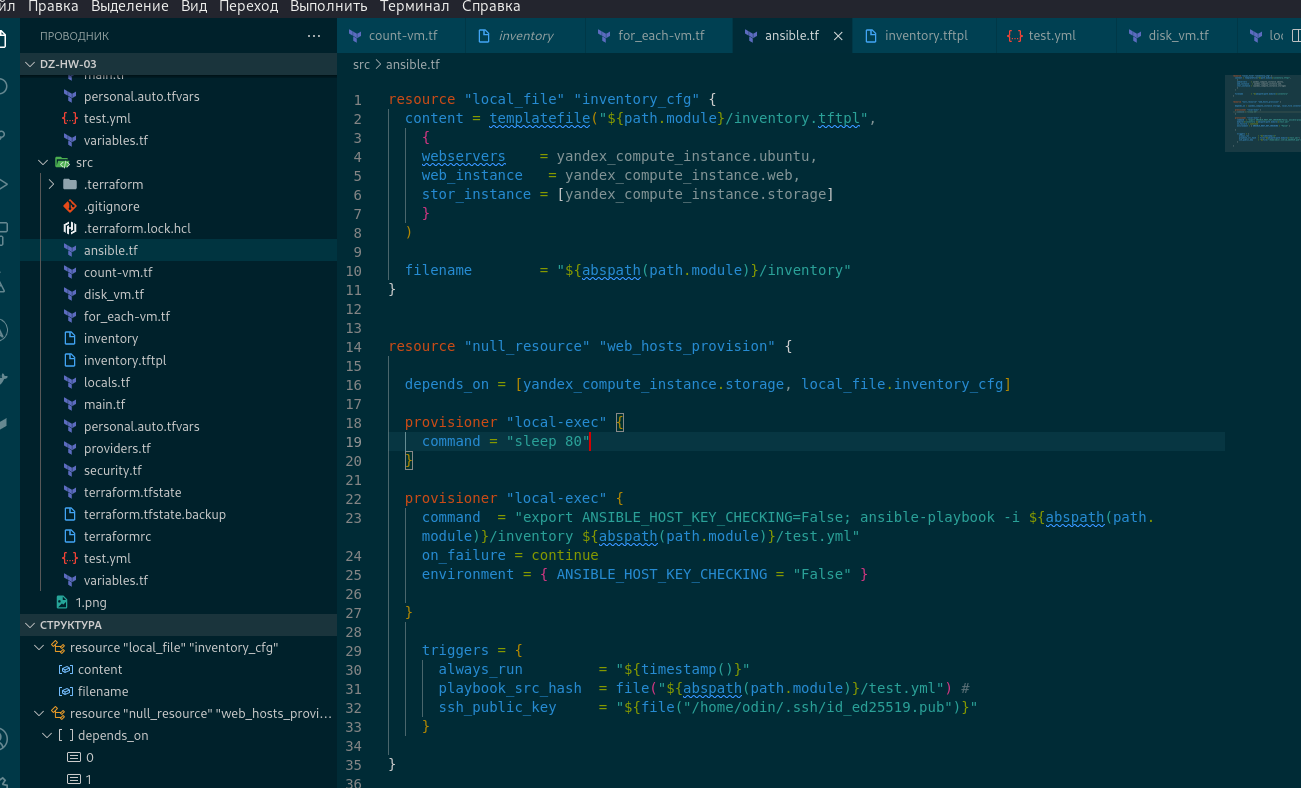 йл Правка Выделение Вид Переход Выполнить Терминал Справка
ПРОВОДНИК ...
DZ-HW-03
main.tf
personal.auto.tfvars
test.yml
variables.tf
src
.terraform
.gitignore
.terraform.lock.hcl
ansible.tf
count-vm.tf
disk_vm.tf
for_each-vm.tf
inventory
inventory.tftpl
locals.tf
main.tf
personal.auto.tfvars
providers.tf
security.tf
terraform.tfstate
terraform.tfstate.backup
terraformrc
test.yml
variables.tf
1.png
СТРУКТУРА
resource "local_file" "inventory_cfg"
content
filename
resource "null_resource" "web_hosts_provi...
[ ] depends_on
0
1
count-vm.tf inventory for_each-vm.tf ansible.tf inventory.tftpl test.yml disk_vm.tf loc
src > ansible.tf
1 resource "local_file" "inventory_cfg" {
2 content = templatefile("${path.module}/inventory.tftpl",
3 {
4 webservers = yandex_compute_instance.ubuntu,
5 web_instance = yandex_compute_instance.web,
6 stor_instance = [yandex_compute_instance.storage]
7 }
8 )
9
10 filename = "${abspath(path.module)}/inventory"
11 }
12
13
14 resource "null_resource" "web_hosts_provision" {
15
16 depends_on = [yandex_compute_instance.storage, local_file.inventory_cfg]
17
18 provisioner "local-exec" {
19 command = "sleep 80"
20 }
21
22 provisioner "local-exec" {
23 command = "export ANSIBLE_HOST_KEY_CHECKING=False; ansible-playbook -i ${abspath(path.
module)}/inventory ${abspath(path.module)}/test.yml"
24 on_failure = continue
25 environment = { ANSIBLE_HOST_KEY_CHECKING = "False" }
26
27 }
28
29 triggers = {
30 always_run = "${timestamp()}"
31 playbook_src_hash = file("${abspath(path.module)}/test.yml") #
32 ssh_public_key = "${file("/home/odin/.ssh/id_ed25519.pub")}"
33 }
34
35 }
36